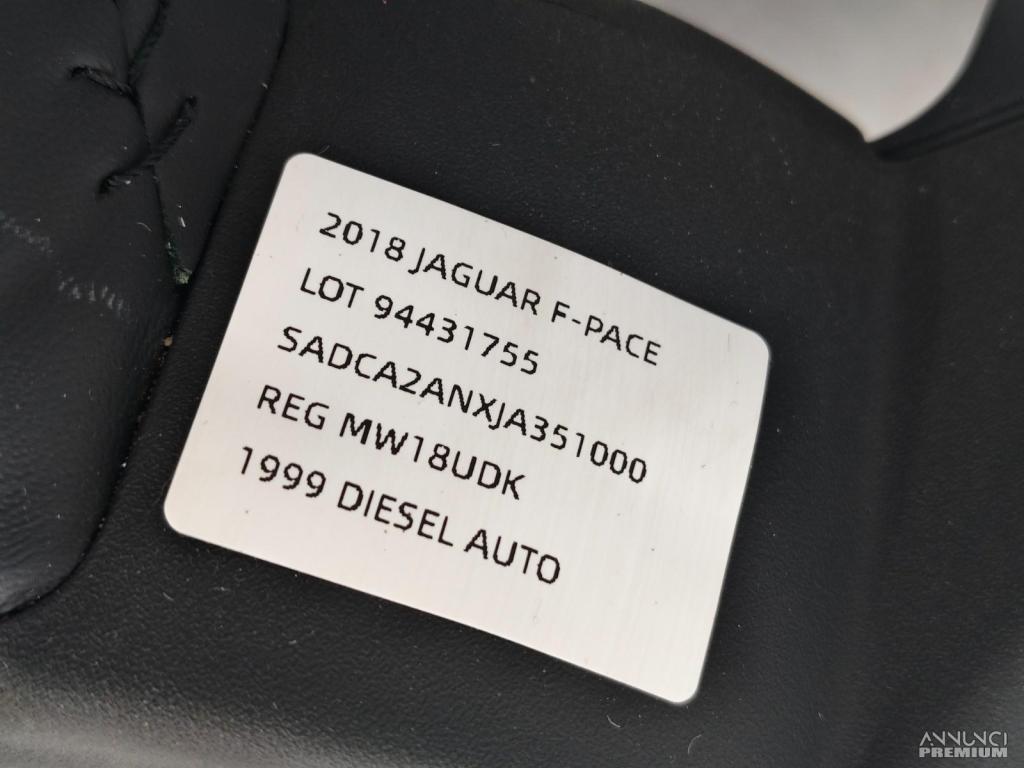 2018 JAGUAR F-PACE
LOT 94431755
SADCA2ANXJA351000
REG MW18UDK
1999 DIESEL AUTO
ANNUNCI
PREMIUM